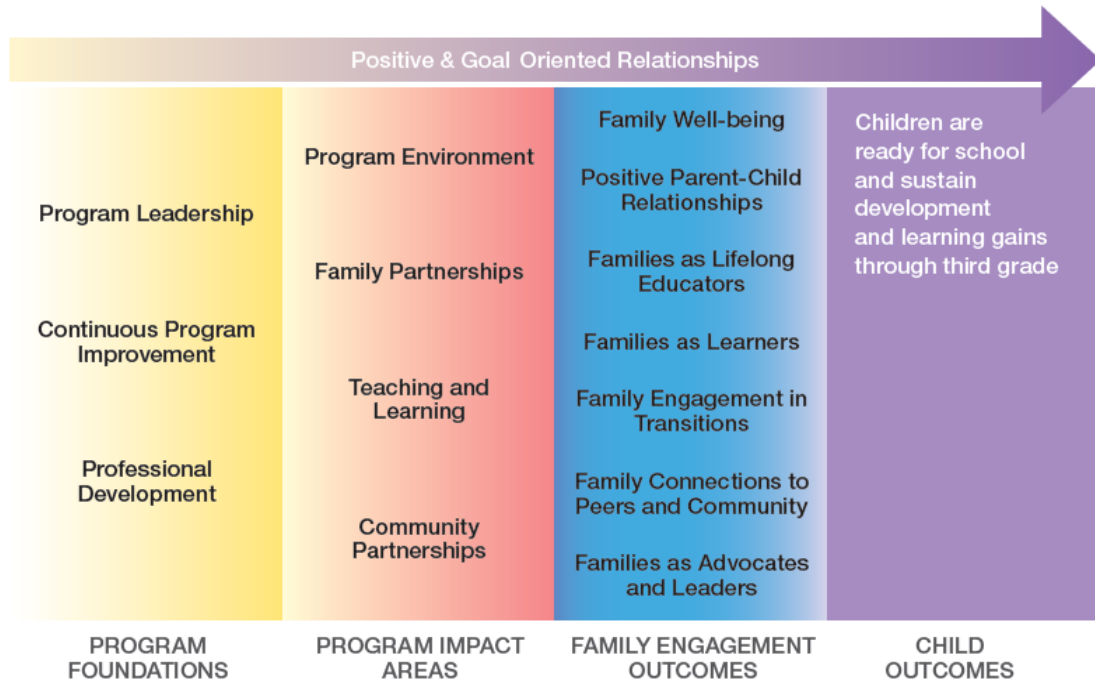 Positive & Goal Oriented Relationships
Program Leadership
Continuous Program
Improvement
Professional
Development
PROGRAM
FOUNDATIONS
Program Environment
Family Partnerships
Teaching and
Learning
Community
Partnerships
PROGRAM IMPACT
AREAS
Family Well-being
Positive Parent-Child
Relationships
Families as Lifelong
Educators
Families as Learners
Family Engagement in
Transitions
Family Connections to
Peers and Community
Families as Advocates
and Leaders
FAMILY ENGAGEMENT
OUTCOMES
Children are
ready for school
and sustain
development
and learning gains
through third grade
CHILD
OUTCOMES